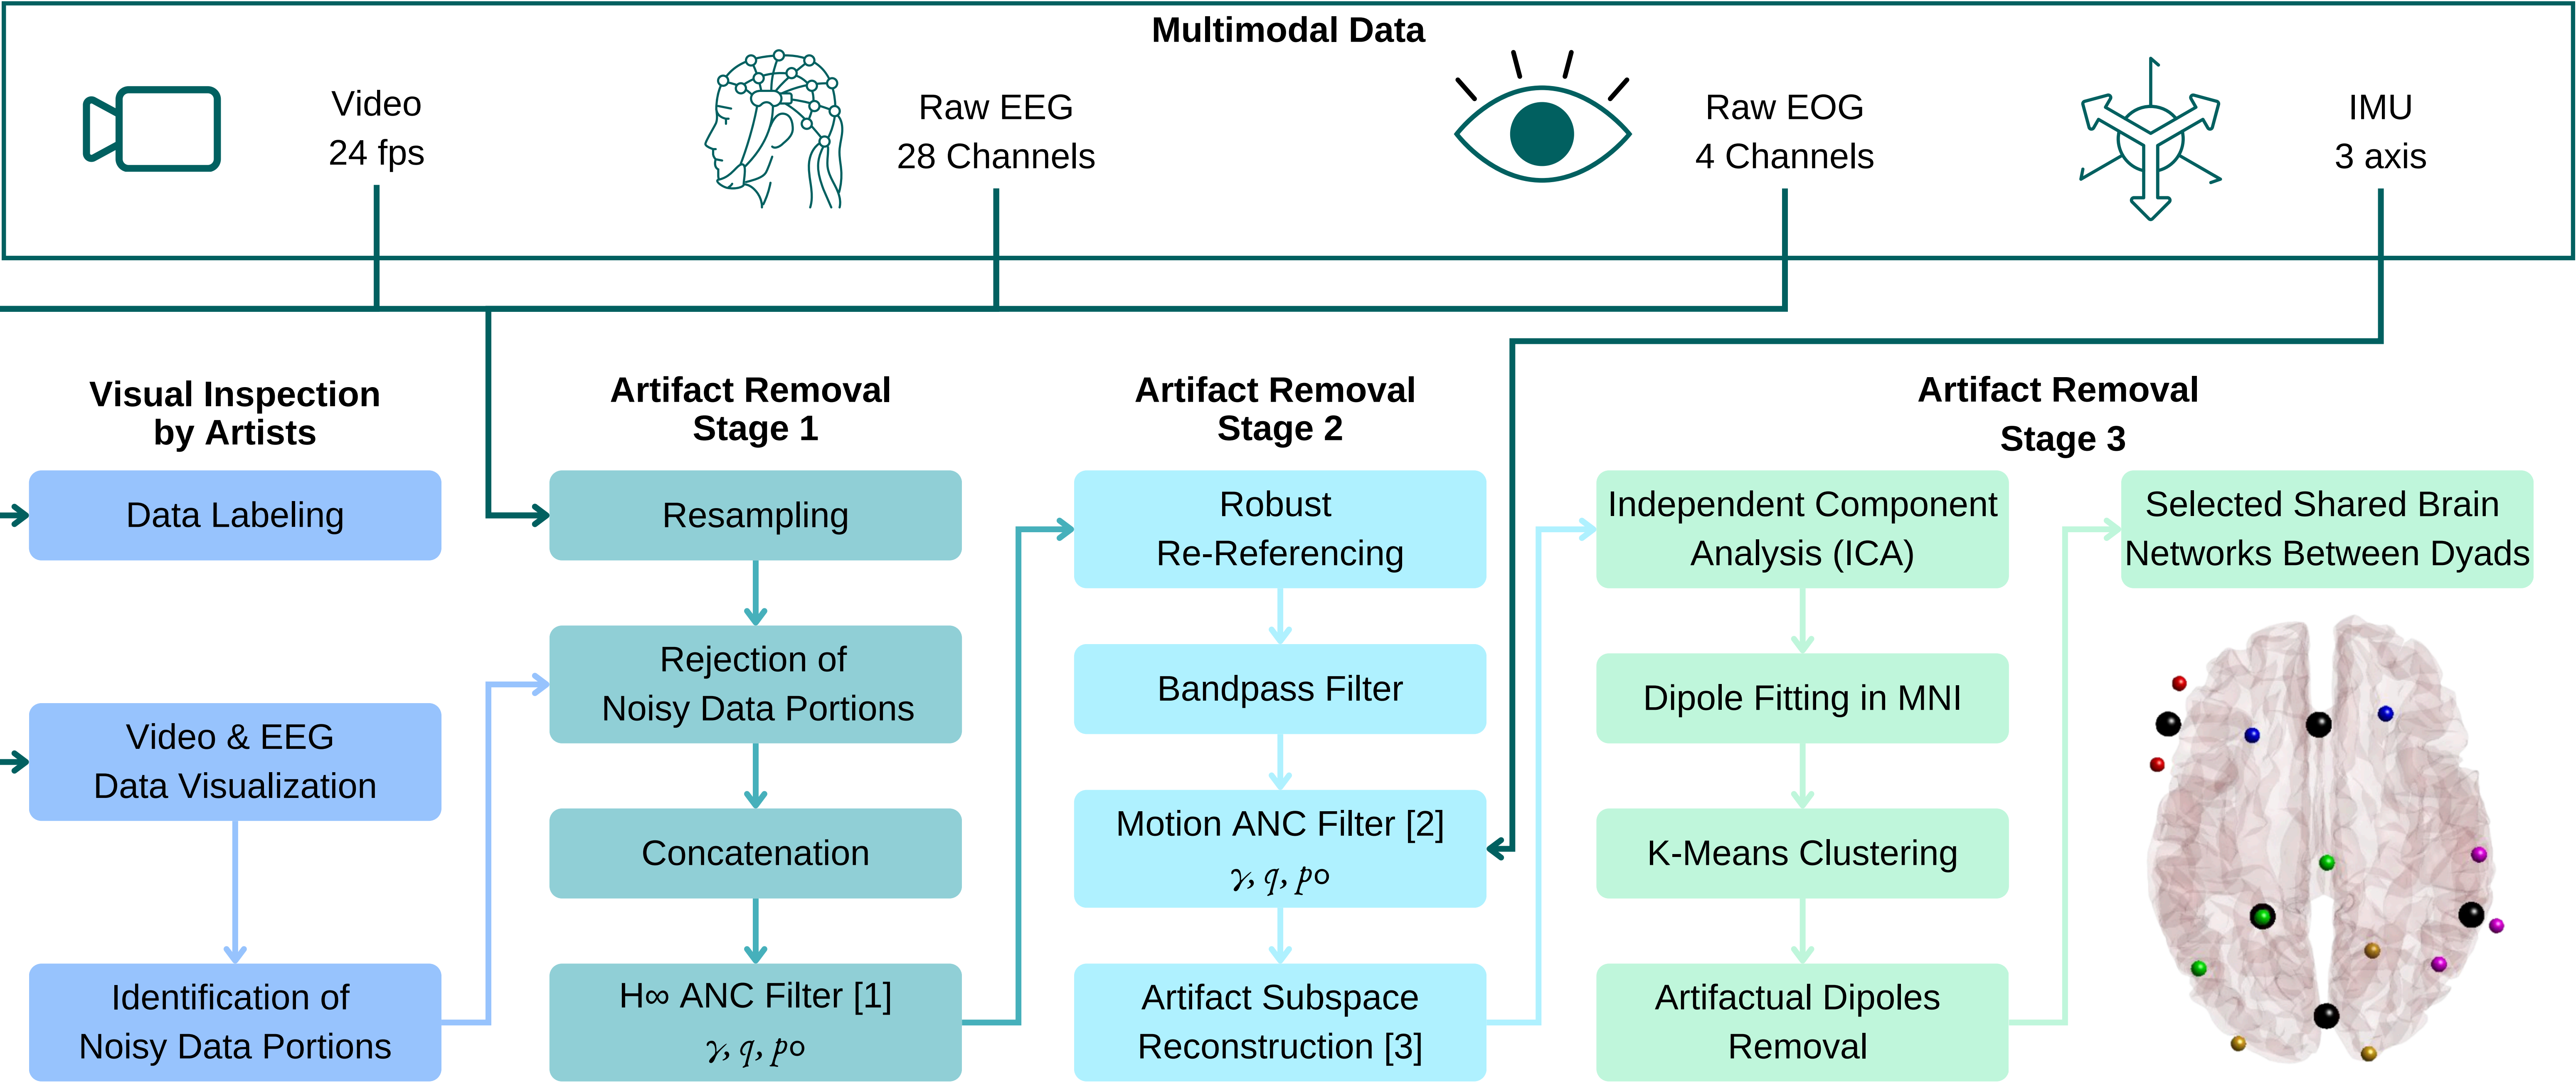 Multimodal Data
Video
24 fps
Raw EEG
28 Channels
Raw EOG
4 Channels
IMU
3 axis
Visual Inspection
by Artists
Data Labeling
Video & EEG
Data Visualization
Identification of
Noisy Data Portions
Artifact Removal
Stage 1
Resampling
Rejection of
Noisy Data Portions
Concatenation
H∞ ANC Filter [1]
γ, q, po
Artifact Removal
Stage 2
Robust
Re-Referencing
Bandpass Filter
Motion ANC Filter [2]
γ, q, po
Artifact Subspace
Reconstruction [3]
Artifact Removal
Stage 3
Independent Component
Analysis (ICA)
Dipole Fitting in MNI
K-Means Clustering
Artifactual Dipoles
Removal
Selected Shared Brain
Networks Between Dyads